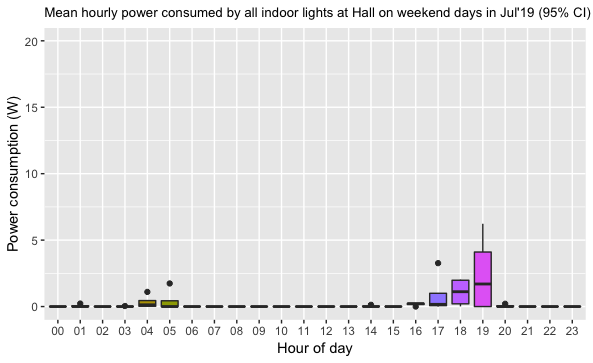 Mean hourly power consumed by all indoor lights at Hall on weekend days in Jul'19 (95% CI)
20
15
10
5
0
Power consumption (W)
00 01 02 03 04 05 06 07 08 09 10 11 12 13 14 15 16 17 18 19 20 21 22 23
Hour of day